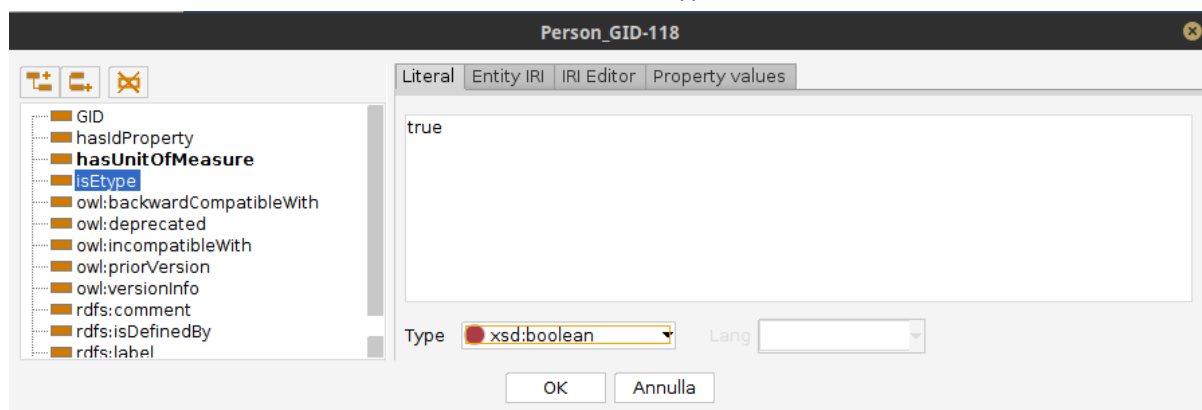 Person_GID-118
Literal Entity IRI IRI Editor Property values
GID
hasIdProperty
hasUnitOfMeasure
isEtype
owl:backwardCompatibleWith
owl:deprecated
owl:incompatibleWith
owl:priorVersion
owl:versionInfo
rdfs:comment
rdfs:isDefinedBy
rdfs:label
true
Type xsd:boolean Lang
OK Annulla